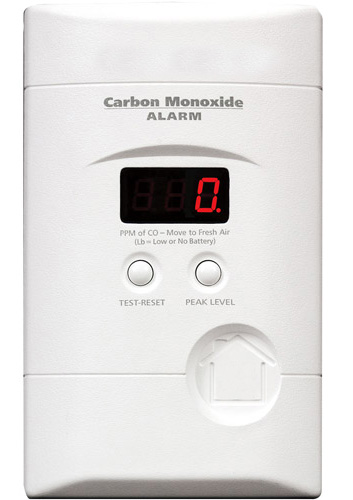 Carbon Monoxide
ALARM
0.
PPM of CO – Move to Fresh Air
(Lb = Low or No Battery)
TEST-RESET PEAK LEVEL